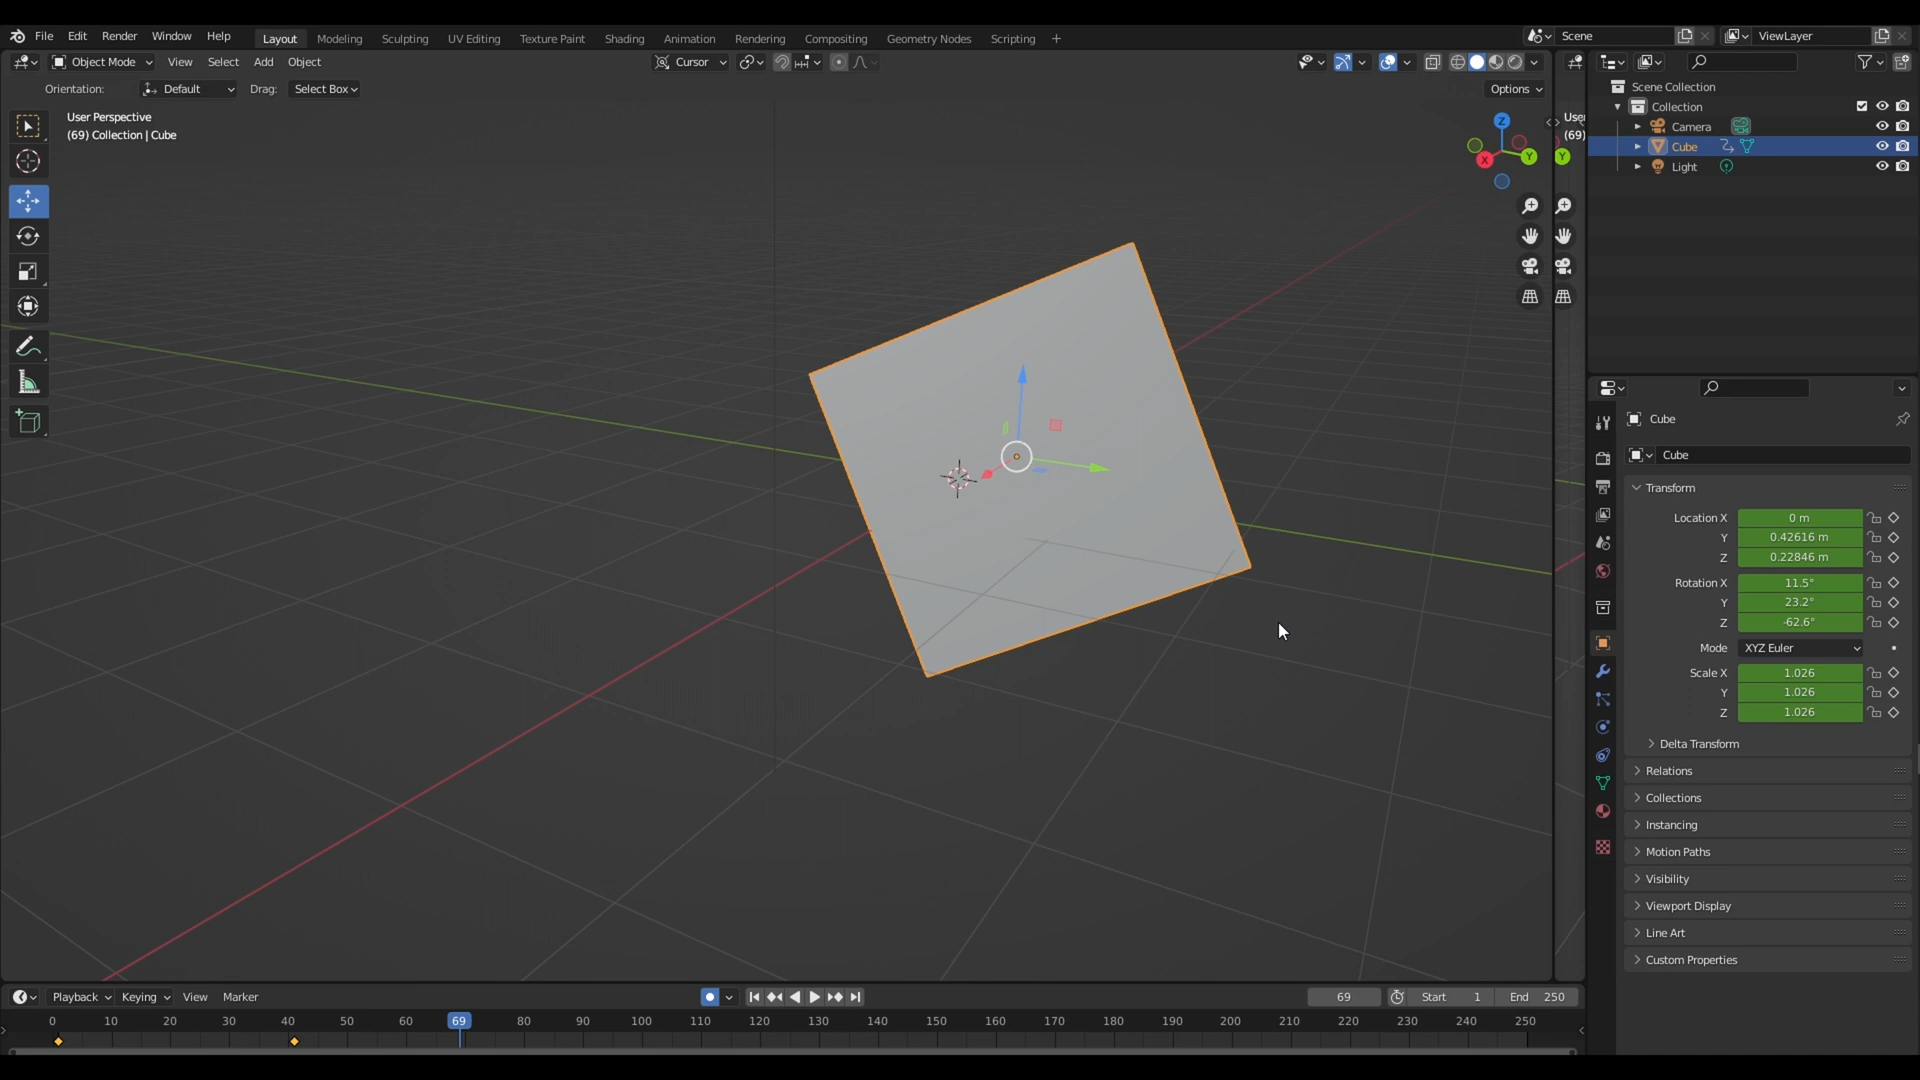 File Edit Render Window Help Layout Modeling Sculpting UV Editing Texture Paint Shading Animation Rendering Compositing Geometry Nodes Scripting + Scene ViewLayer
Object Mode View Select Add Object Cursor
Orientation: Default Drag: Select Box Options
User Perspective
(69) Collection | Cube
Z
X
Y
Use
(69)
Y
Scene Collection
Collection
Camera
Cube
Light
Cube
Cube
Transform
Location X 0 m
Y 0.42616 m
Z 0.22846 m
Rotation X 11.5°
Y 23.2°
Z -62.6°
Mode XYZ Euler
Scale X 1.026
Y 1.026
Z 1.026
Delta Transform
Relations
Collections
Instancing
Motion Paths
Visibility
Viewport Display
Line Art
Custom Properties
Playback Keying View Marker 69 Start 1 End 250
0 10 20 30 40 50 60 69 80 90 100 110 120 130 140 150 160 170 180 190 200 210 220 230 240 250